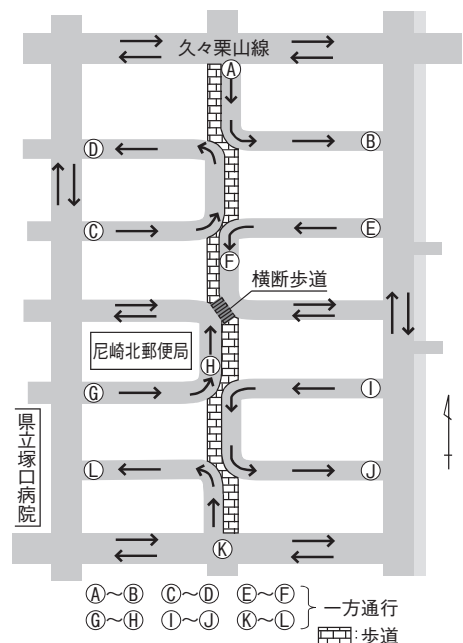 久々栗山線
Ⓐ
Ⓓ
Ⓑ
Ⓒ
Ⓔ
Ⓕ
横断歩道
尼崎北郵便局
Ⓗ
Ⓖ
Ⓘ
県立塚口病院
Ⓛ
Ⓙ
Ⓚ
Ⓐ～Ⓑ Ⓒ～Ⓓ Ⓔ～Ⓕ
Ⓖ～Ⓗ Ⓘ～Ⓙ Ⓚ～Ⓛ
一方通行
:歩道